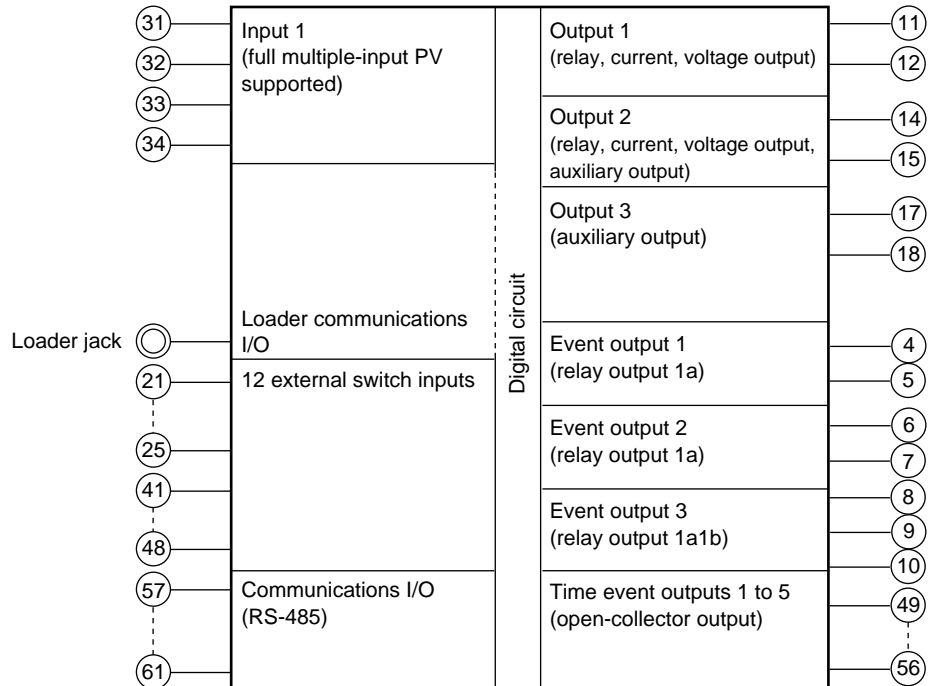 31
32
33
34
Input 1
(full multiple-input PV
supported)
Loader jack
Loader communications
I/O
21
25
41
48
12 external switch inputs
57
61
Communications I/O
(RS-485)
Digital circuit
Output 1
(relay, current, voltage output)
11
12
Output 2
(relay, current, voltage output,
auxiliary output)
14
15
Output 3
(auxiliary output)
17
18
Event output 1
(relay output 1a)
4
5
Event output 2
(relay output 1a)
6
7
Event output 3
(relay output 1a1b)
8
9
10
Time event outputs 1 to 5
(open-collector output)
49
56